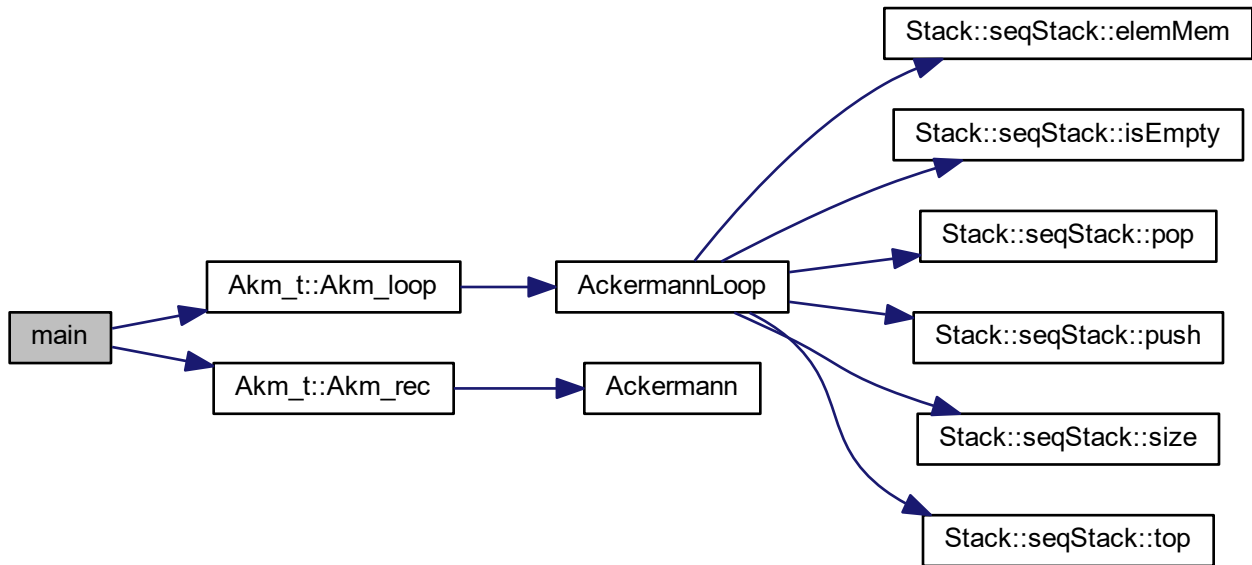 main
Akm_t::Akm_loop
Akm_t::Akm_rec
AckermannLoop
Ackermann
Stack::seqStack::elemMem
Stack::seqStack::isEmpty
Stack::seqStack::pop
Stack::seqStack::push
Stack::seqStack::size
Stack::seqStack::top